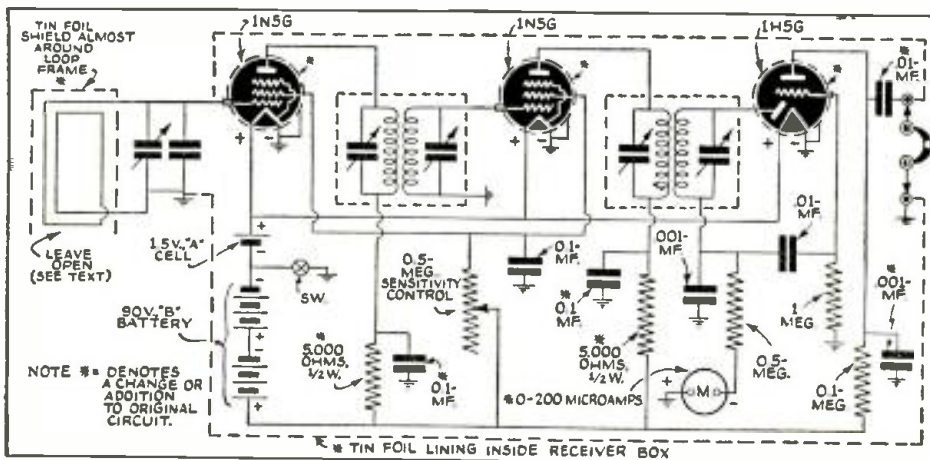 TIN FOIL
SHIELD ALMOST
AROUND
LOOP
FRAME
*
1N5G
*
1N5G
*
1H5G
*
*
.01-
MF.
LEAVE
OPEN
(SEE TEXT)
+
-
+
-
+
-
+
-
1.5V. "A"
CELL
-
SW.
90V. "B"
BATTERY
+
-
+
NOTE * = DENOTES
A CHANGE OR
ADDITION
TO ORIGINAL
CIRCUIT.
0.5-
MEG.
SENSITIVITY
CONTROL
*
5,000
OHMS,
1/2 W.
*
0.1-
MF.
0.1-
MF.
*
0.1
MF.
.001-
MF.
*
5,000
OHMS,
1/2 W.
* 0-200 MICROAMPS.
+
M
-
0.5-
MEG.
.01-
MF.
1
MEG.
0.1-
MEG.
*
.001-
MF.
* TIN FOIL LINING INSIDE RECEIVER BOX